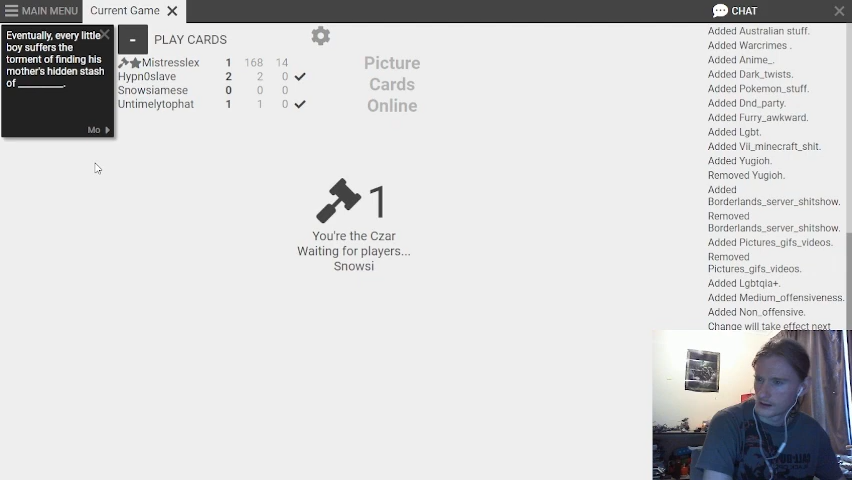 MAIN MENU
Current Game
CHAT
Eventually, every little
boy suffers the
torment of finding his
mother's hidden stash
of _________.
Mo
- PLAY CARDS
Mistresslex 1 168 14
Hypn0slave 2 2 0
Snowsiamese 0 0 0
Untimelytophat 1 1 0
Picture
Cards
Online
1
You're the Czar
Waiting for players...
Snowsi
Added Australian stuff.
Added Warcrimes .
Added Anime_.
Added Dark_twists.
Added Pokemon_stuff.
Added Dnd_party.
Added Furry_awkward.
Added Lgbt.
Added Vii_minecraft_shit.
Added Yugioh.
Removed Yugioh.
Added
Borderlands_server_shitshow.
Removed
Borderlands_server_shitshow.
Added Pictures_gifs_videos.
Removed
Pictures_gifs_videos.
Added Lgbtqia+.
Added Medium_offensiveness.
Added Non_offensive.
Change will take effect next